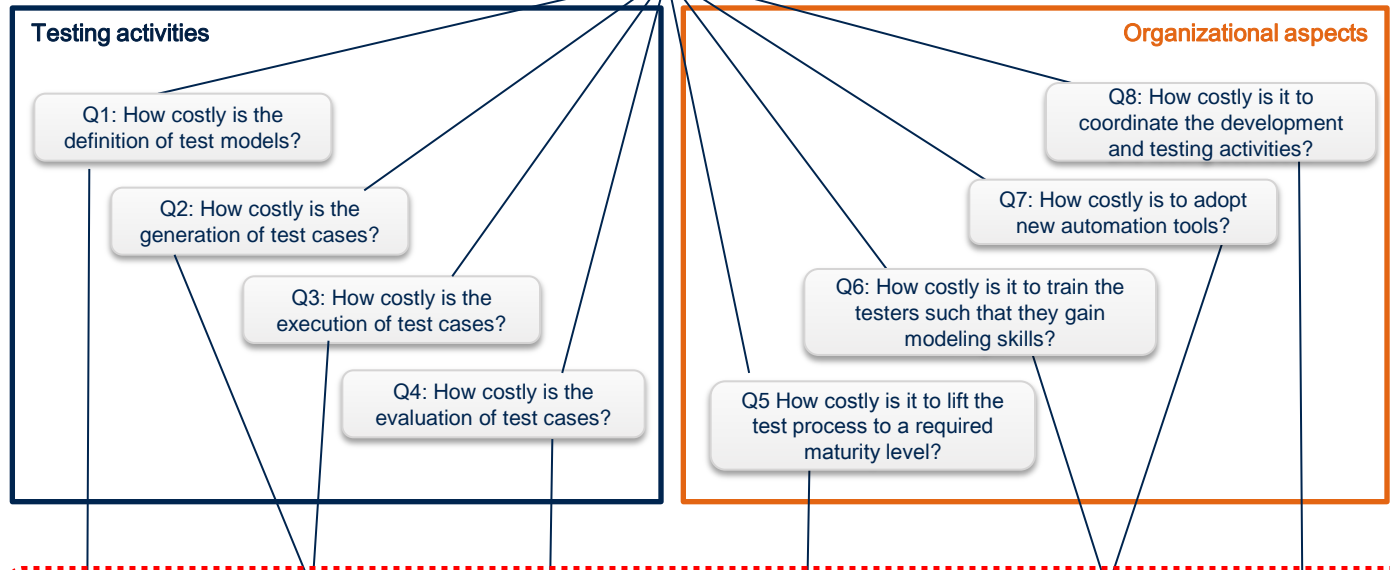 Testing activities
Q1: How costly is the
definition of test models?
Q2: How costly is the
generation of test cases?
Q3: How costly is the
execution of test cases?
Q4: How costly is the
evaluation of test cases?
Organizational aspects
Q8: How costly is it to
coordinate the development
and testing activities?
Q7: How costly is to adopt
new automation tools?
Q6: How costly is it to train the
testers such that they gain
modeling skills?
Q5 How costly is it to lift the
test process to a required
maturity level?